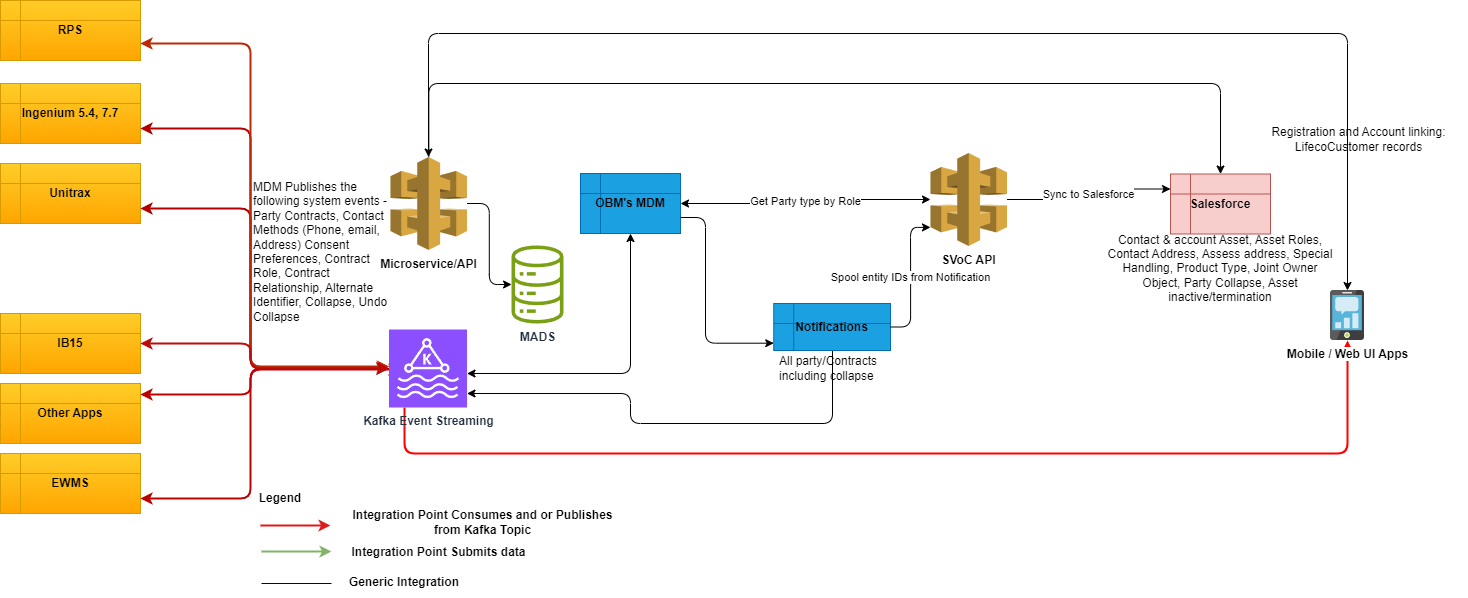 RPS
Ingenium 5.4, 7.7
Unitrax
IB15
Other Apps
EWMS
MDM Publishes the
following system events -
Party Contracts, Contact
Methods (Phone, email,
Address) Consent
Preferences, Contract
Role, Contract
Relationship, Alternate
Identifier, Collapse, Undo
Collapse
Microservice/API
MADS
K
Kafka Event Streaming
OBM's MDM
Get Party type by Role
Notifications
All party/Contracts
including collapse
Spool entity IDs from Notification
SVoC API
Sync to Salesforce
Salesforce
Contact & account Asset, Asset Roles,
Contact Address, Assess address, Special
Handling, Product Type, Joint Owner
Object, Party Collapse, Asset
inactive/termination
Registration and Account linking:
LifecoCustomer records
Mobile / Web UI Apps
Legend
Integration Point Consumes and or Publishes
from Kafka Topic
Integration Point Submits data
Generic Integration